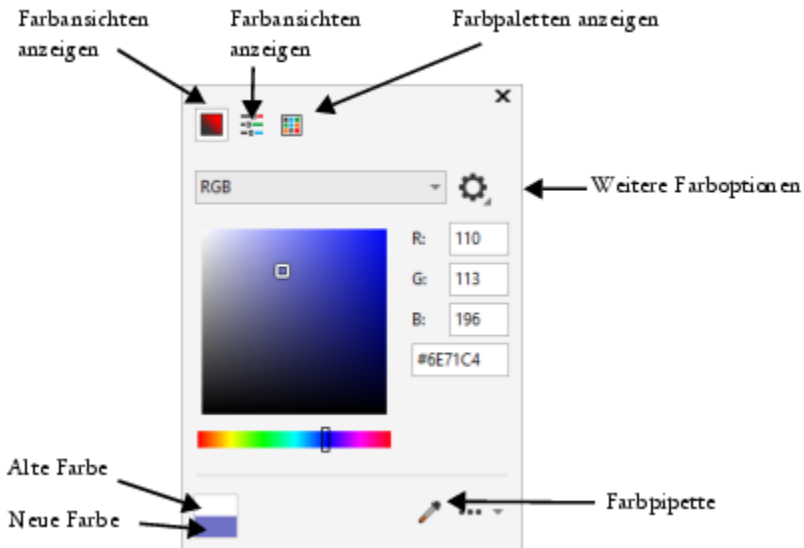 Farbansichten
anzeigen
Farbansichten
anzeigen
Farbpaletten anzeigen
RGB
Weitere Farboptionen
R: 110
G: 113
B: 196
#6E71C4
Alte Farbe
Neue Farbe
Farbpipette